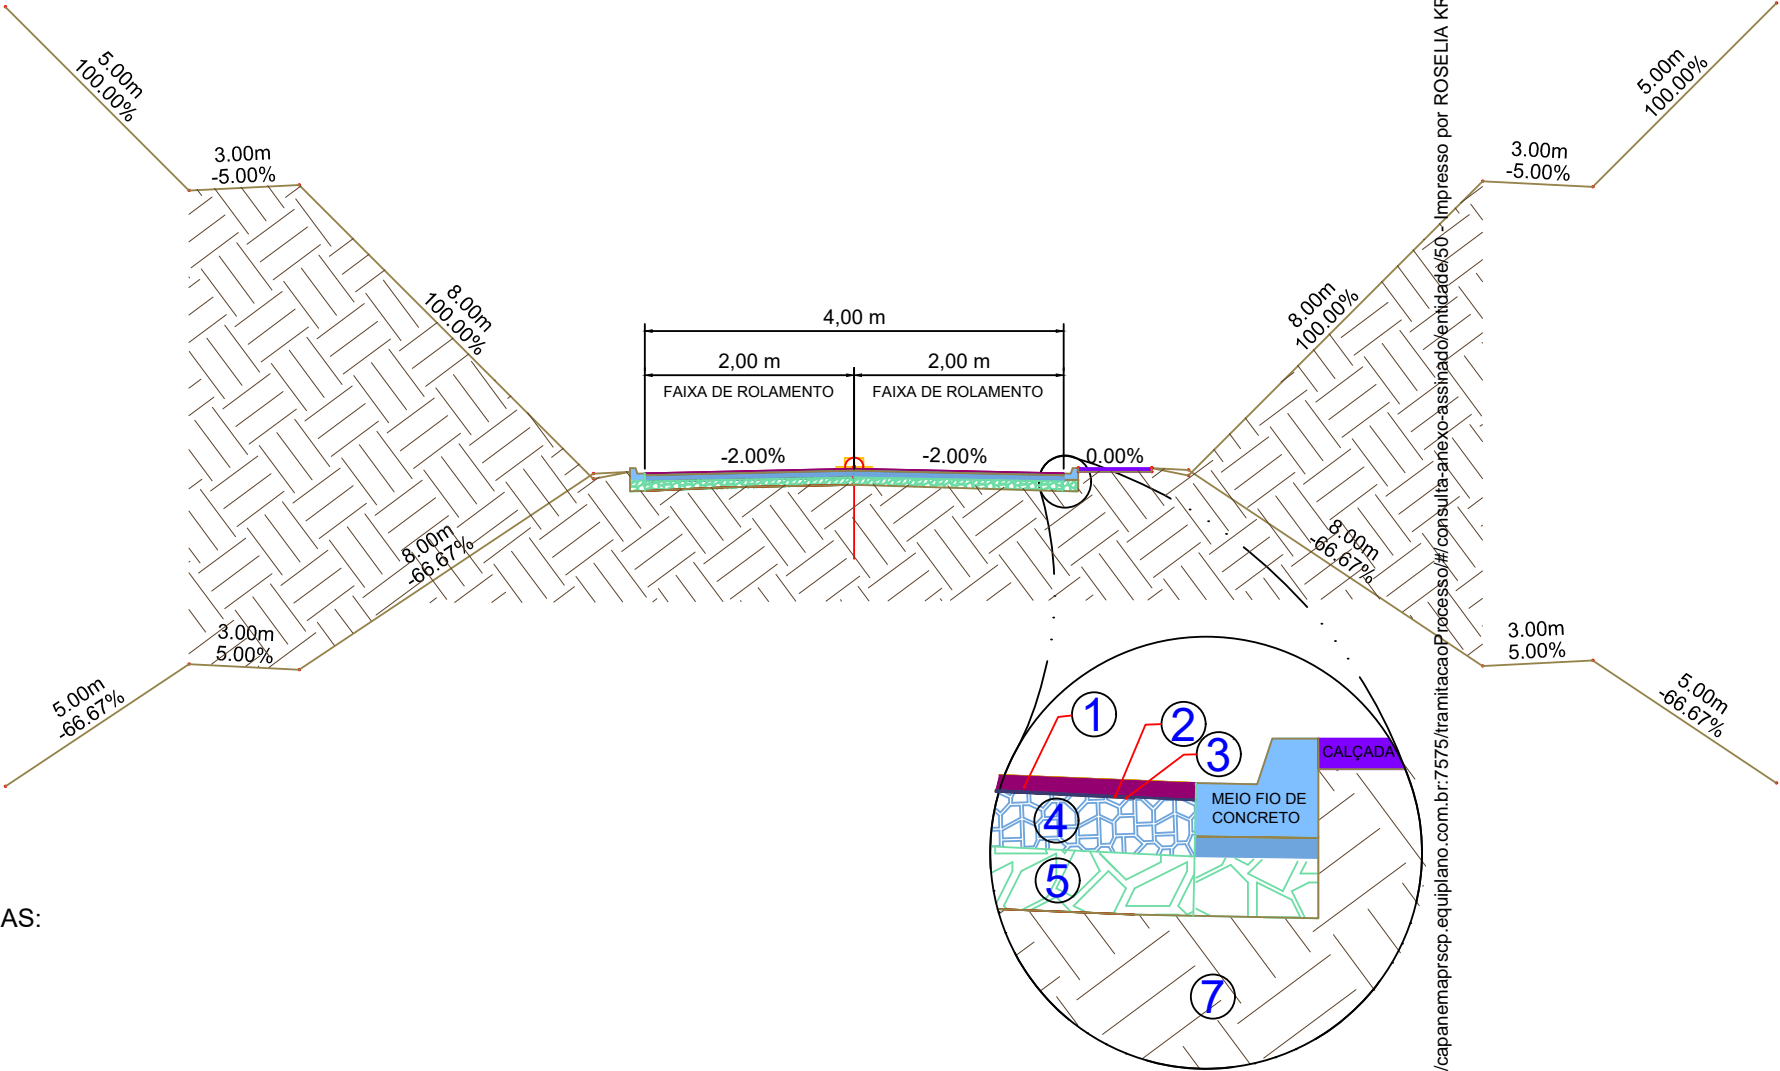 5.00m
100.00%
5.00m
100.00%
3.00m
-5.00%
3.00m
-5.00%
8.00m
100.00%
8.00m
100.00%
4,00 m
2,00 m
2,00 m
FAIXA DE ROLAMENTO
FAIXA DE ROLAMENTO
-2.00%
-2.00%
0.00%
8.00m
-66.67%
8.00m
-66.67%
3.00m
5.00%
3.00m
5.00%
5.00m
-66.67%
5.00m
-66.67%
1
2
3
CALÇADA
MEIO FIO DE
CONCRETO
4
5
7
AS:
/capanemaprscp.equiplano.com.br:7575/tramitacaoProcesso/#/consulta-anexo-assinado/entidade/50 - Impresso por ROSELIA KR